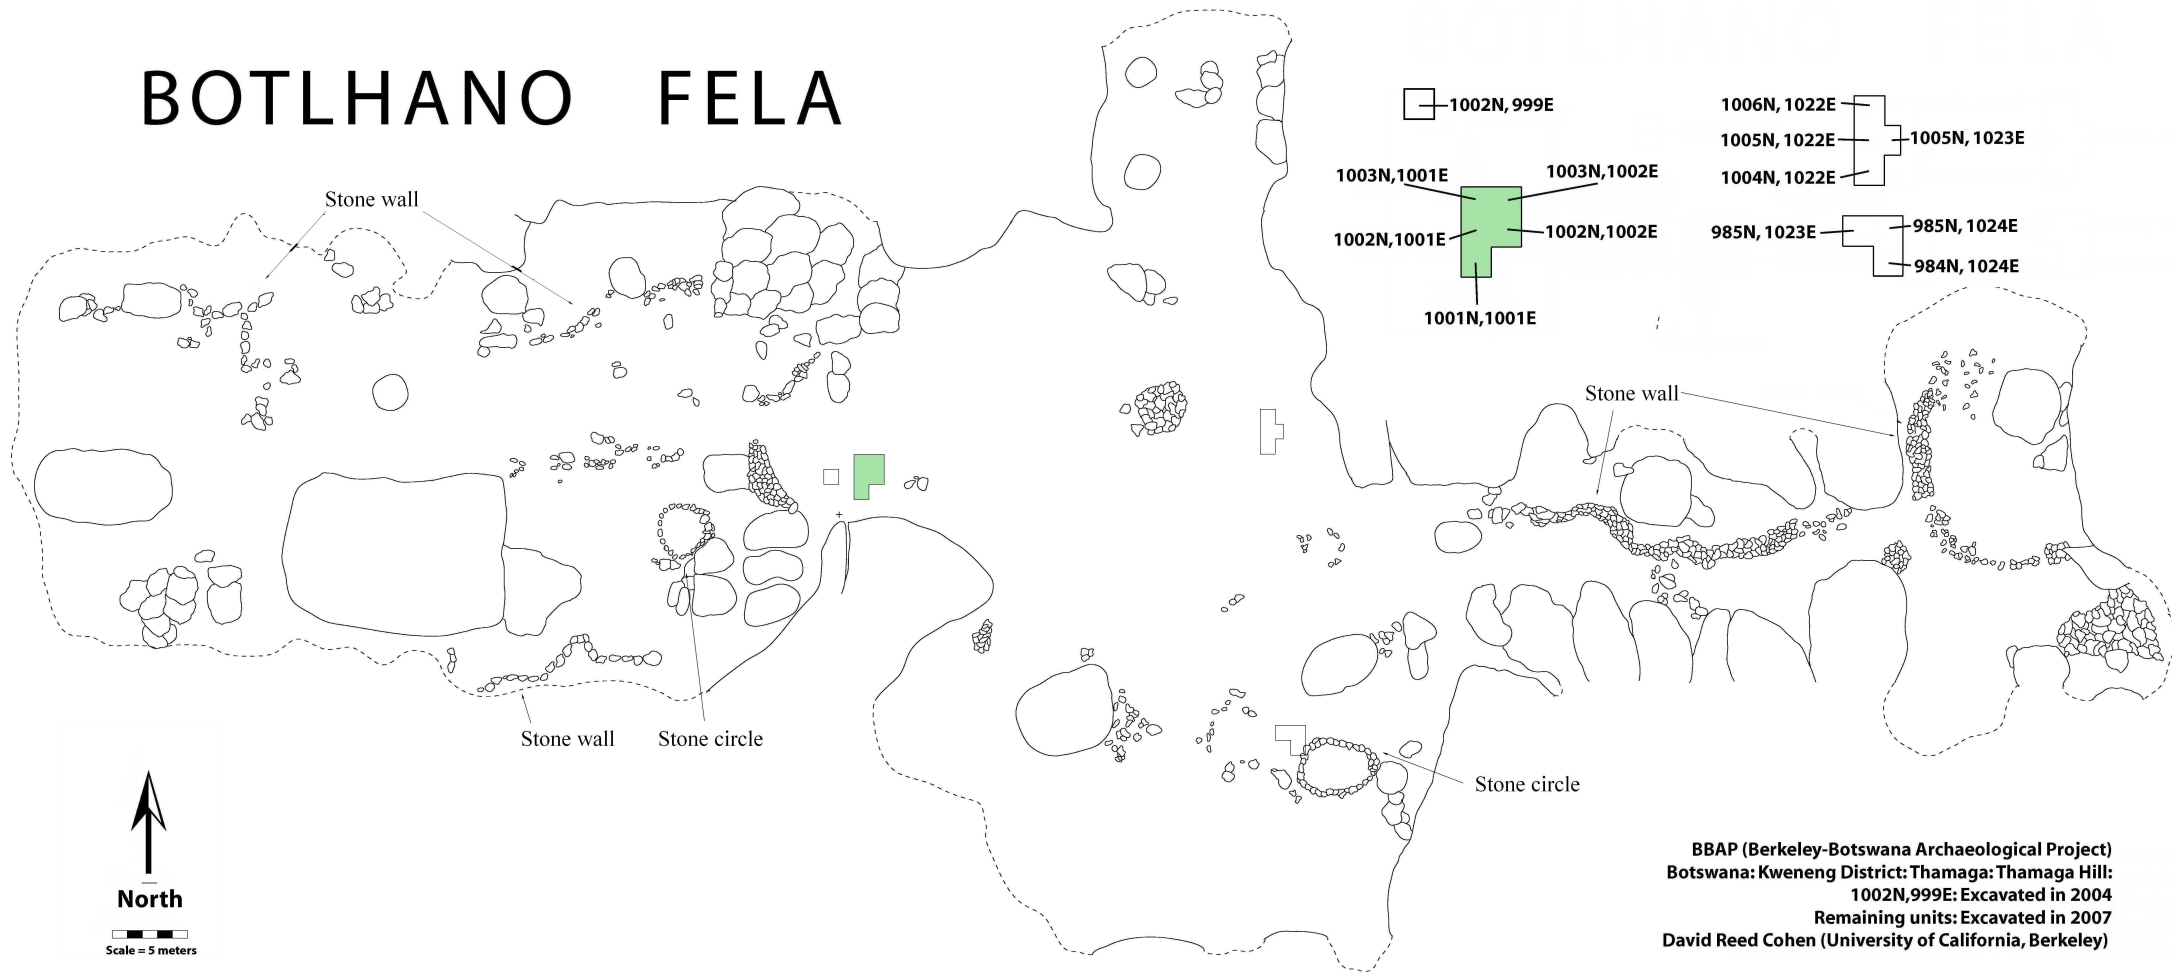 BOTLHANO FELA
1002N, 999E
1006N, 1022E
1005N, 1022E
1005N, 1023E
1004N, 1022E
1003N,1001E
1003N,1002E
1002N,1001E
1002N,1002E
1001N,1001E
985N, 1023E
985N, 1024E
984N, 1024E
Stone wall
Stone wall
Stone wall
Stone circle
Stone circle
North
Scale = 5 meters
BBAP (Berkeley-Botswana Archaeological Project)
Botswana: Kweneng District: Thamaga: Thamaga Hill:
1002N,999E: Excavated in 2004
Remaining units: Excavated in 2007
David Reed Cohen (University of California, Berkeley)